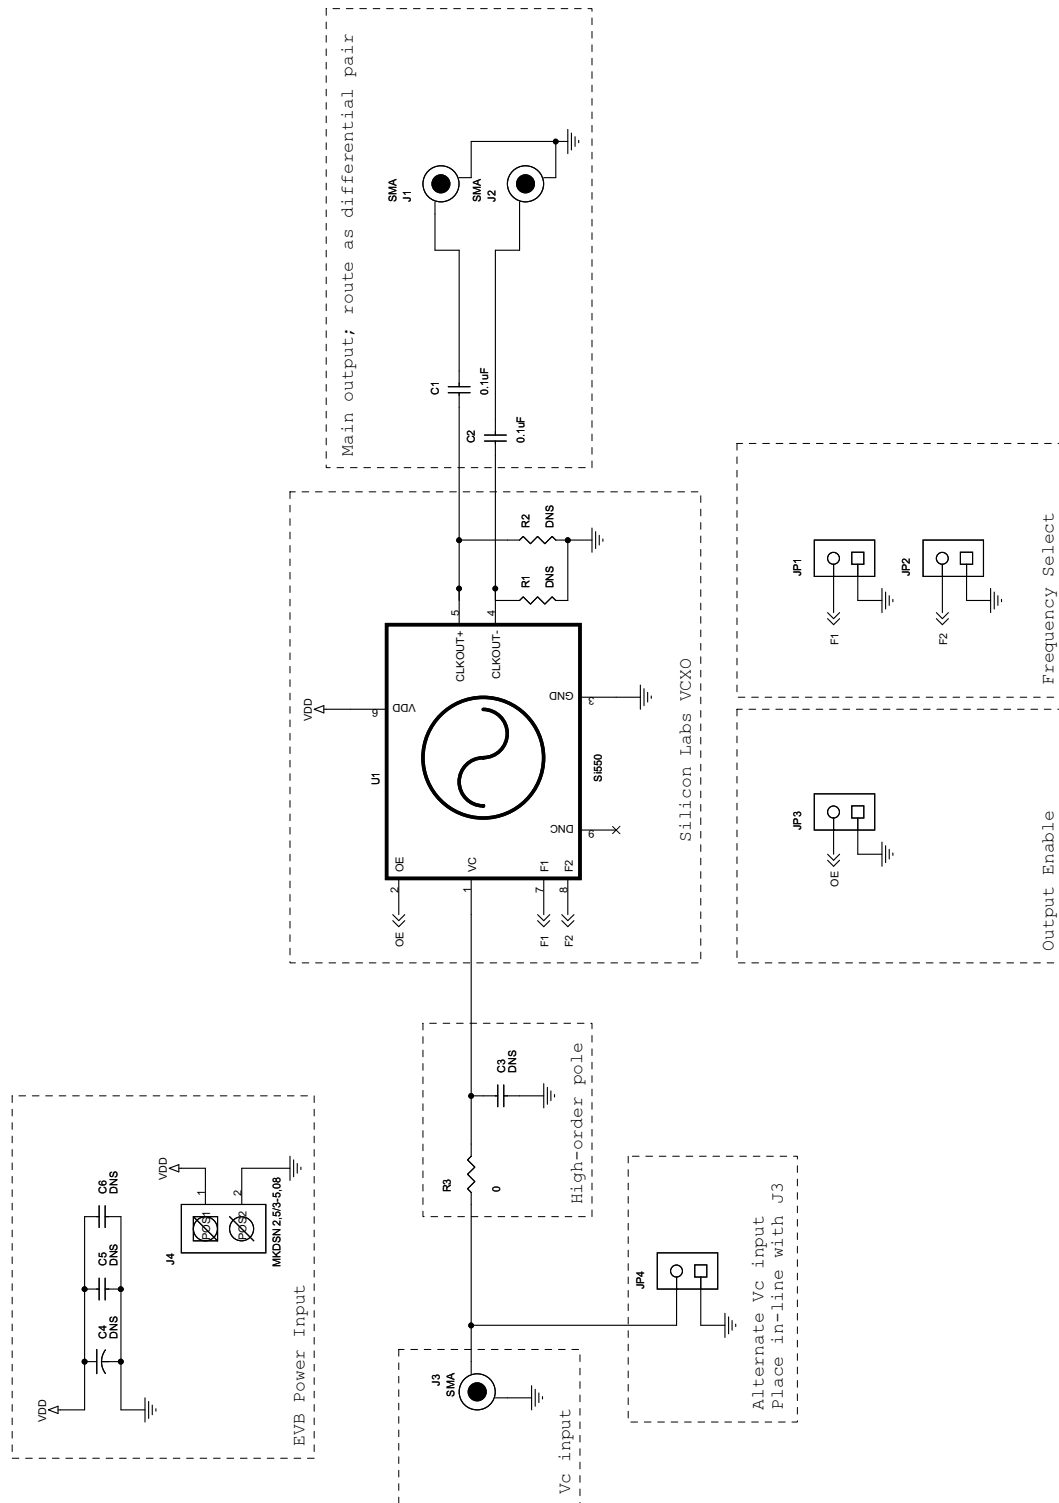 Main output; route as differential pair
SMA
J1
SMA
J2
C1
0.1uF
C2
0.1uF
R2
DNS
R1
DNS
5
CLKOUT+
4
CLKOUT-
VDD
6
VDD
U1
GND
3
Si550
DNC
9
OE
2
OE
VC
1
F1
7
F1
F2
8
F2
Silicon Labs VCXO
JP1
F1
JP2
F2
Frequency Select
JP3
OE
Output Enable
C3
DNS
R3
0
High-order pole
JP4
Alternate Vc input
Place in-line with J3
J3
SMA
Vc input
VDD
C4
DNS
C5
DNS
C6
DNS
VDD
1
2
POS1
POS2
J4
MKDSN 2,5/3-5,08
EVB Power Input